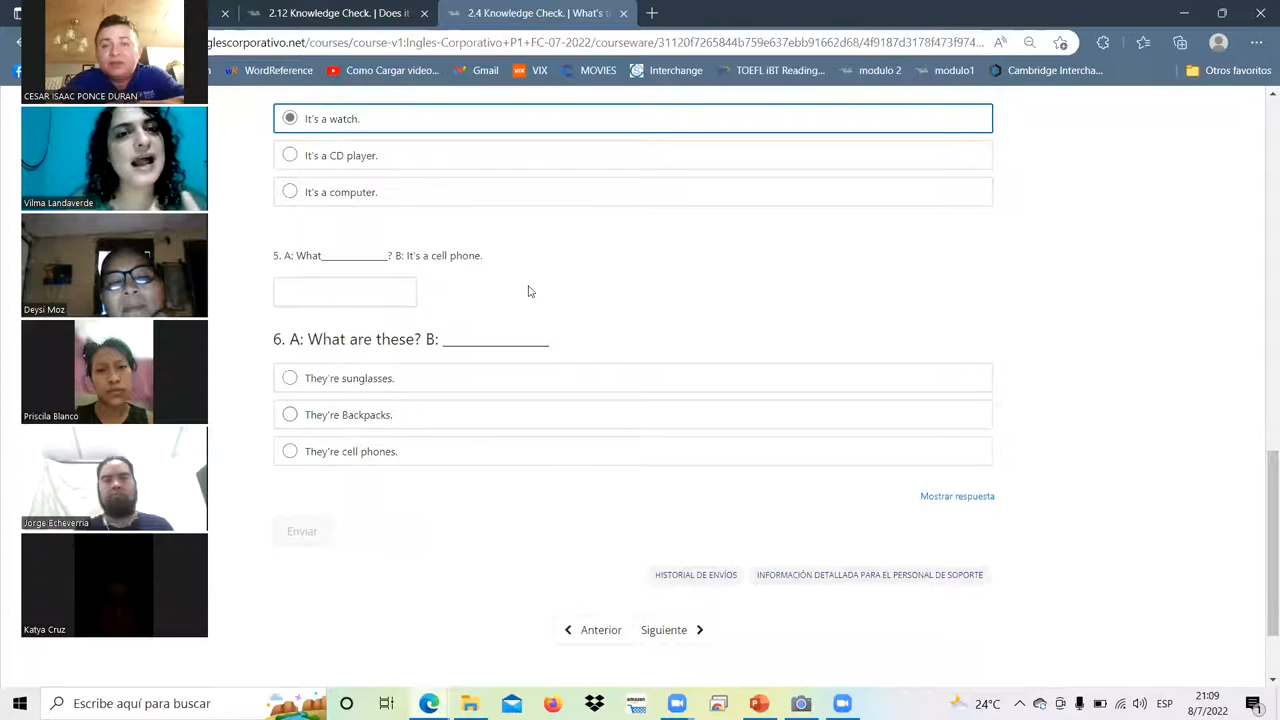 2.12 Knowledge Check. | Does it
2.4 Knowledge Check. | What's t
glescorporativo.net/courses/course-v1:Ingles-Corporativo+P1+FC-07-2022/courseware/31120f7265844b759e637ebb91662d68/4f9187d3178f473f974...
WordReference
Como Cargar video...
Gmail
VIX
MOVIES
Interchange
TOEFL iBT Reading...
modulo 2
modulo1
Cambridge Intercha...
Otros favoritos
CESAR ISAAC PONCE DURAN
Vilma Landaverde
Deysi Moz
Priscila Blanco
Jorge Echeverria
Katya Cruz
It's a watch.
It's a CD player.
It's a computer.
5. A: What____________? B: It's a cell phone.
6. A: What are these? B: ____________
They're sunglasses.
They're Backpacks.
They're cell phones.
Mostrar respuesta
Enviar
HISTORIAL DE ENVÍOS
INFORMACIÓN DETALLADA PARA EL PERSONAL DE SOPORTE
Anterior
Siguiente
Escribe aquí para buscar
24°C
ESP
21:09
8/7/2022